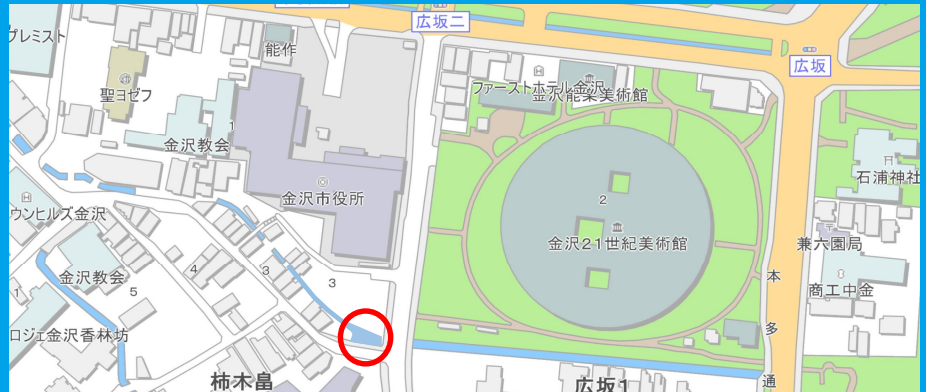 広坂二
プレミスト
能作
広坂
聖ヨゼフ
ファーストホテル金沢
金沢能楽美術館
1
金沢教会
石浦神社
金沢市役所
2
ウンヒルズ金沢
金沢21世紀美術館
兼六園局
金沢教会
4
3
3
本
商工中金
1
5
ロジェ金沢香林坊
多
柿木畠
広坂1
通